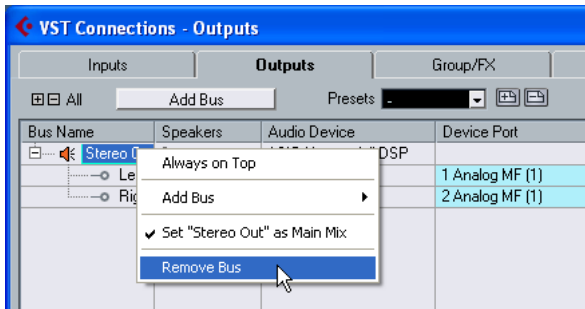 VST Connections - Outputs
Inputs Outputs Group/FX
All Add Bus Presets -
Bus Name Speakers Audio Device Device Port
Stereo DSP
Always on Top
1 Analog MF (1)
Add Bus
2 Analog MF (1)
Set "Stereo Out" as Main Mix
Remove Bus